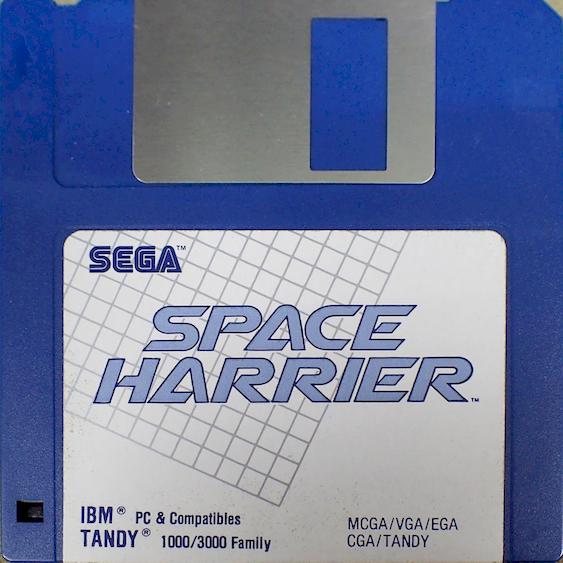 SEGA™
SPACE
HARRIER™
IBM® PC & Compatibles
TANDY® 1000/3000 Family
MCGA/VGA/EGA
CGA/TANDY